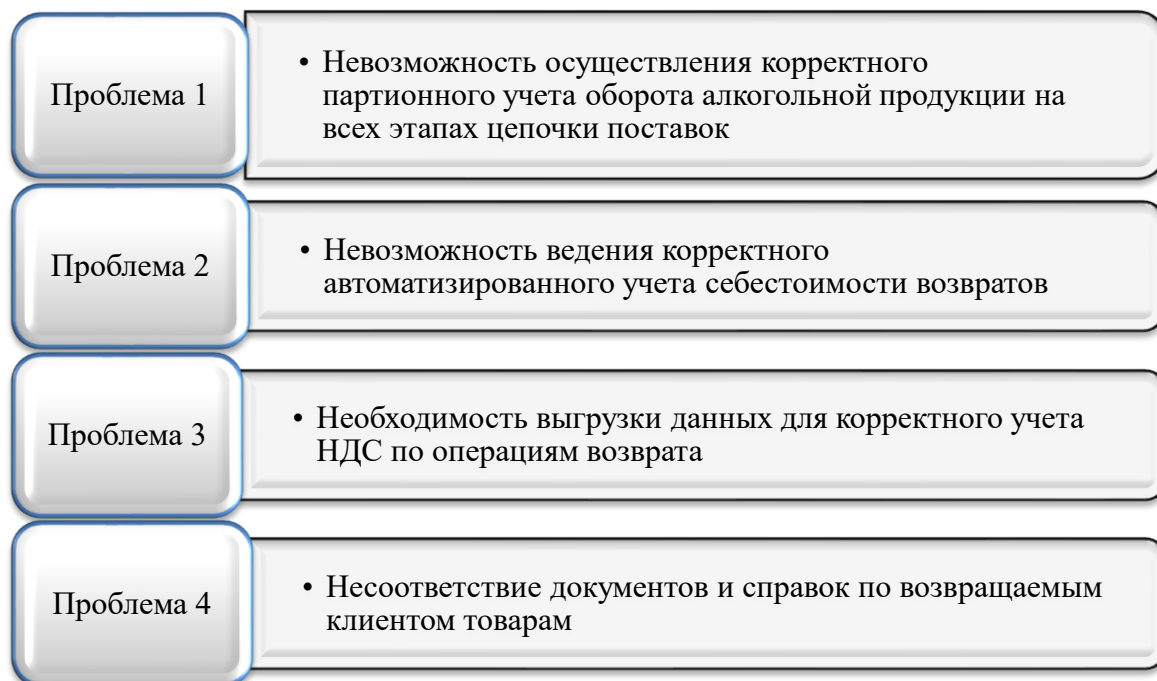 Проблема 1
• Невозможность осуществления корректного
партионного учета оборота алкогольной продукции на
всех этапах цепочки поставок
Проблема 2
• Невозможность ведения корректного
автоматизированного учета себестоимости возвратов
Проблема 3
• Необходимость выгрузки данных для корректного учета
НДС по операциям возврата
Проблема 4
• Несоответствие документов и справок по возвращаемым
клиентом товарам